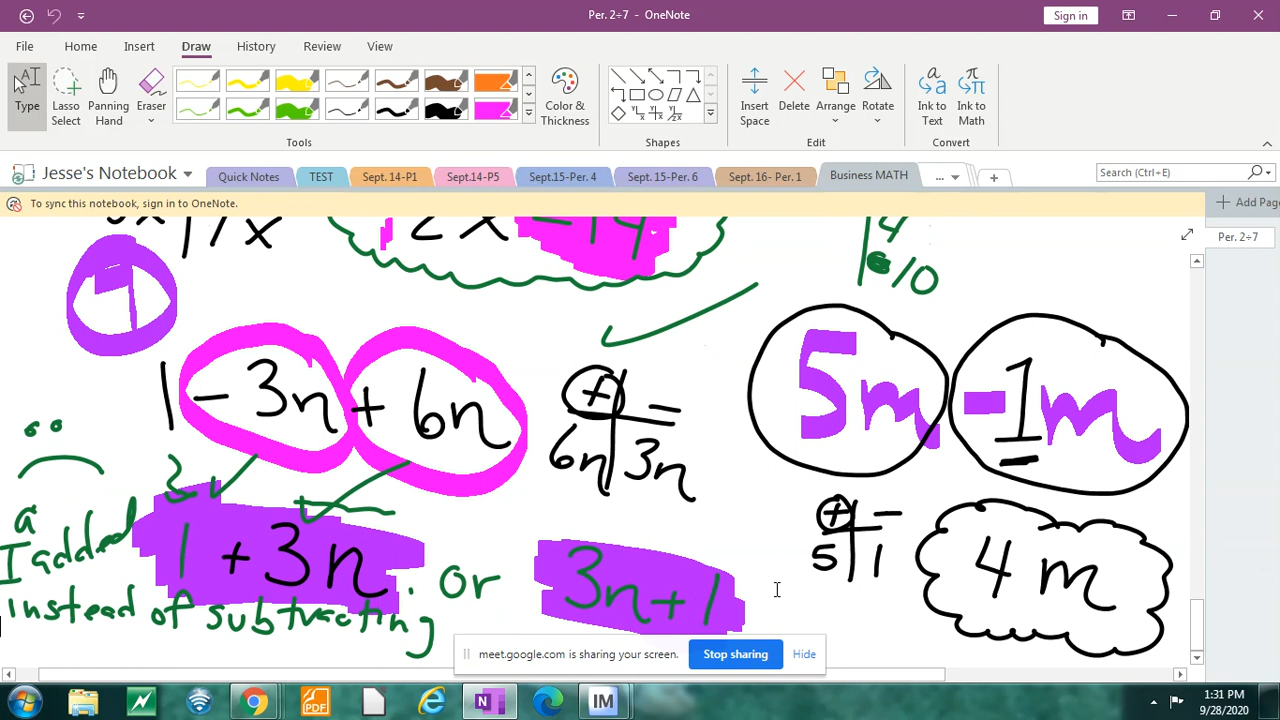 Per. 2÷7 - OneNote
Sign in
File Home Insert Draw History Review View
Type
Lasso Select
Panning Hand
Eraser
Color & Thickness
Insert Space
Delete
Arrange
Rotate
Ink to Text
Ink to Math
Tools
Shapes
Edit
Convert
Jesse's Notebook
Quick Notes
TEST
Sept. 14-P1
Sept.14-P5
Sept.15-Per. 4
Sept. 15-Per. 6
Sept. 16- Per. 1
Business MATH
...
Search (Ctrl+E)
To sync this notebook, sign in to OneNote.
Add Page
Per. 2÷7
2x -14
14
10
7
1 - 3n + 6n
+ -
6n 3n
5m -1m
+ -
5 1
4m
1 + 3n . or 3n+1
a
I added
instead of subtracting
meet.google.com is sharing your screen.
Stop sharing
Hide
PDF
IM
1:31 PM
9/28/2020